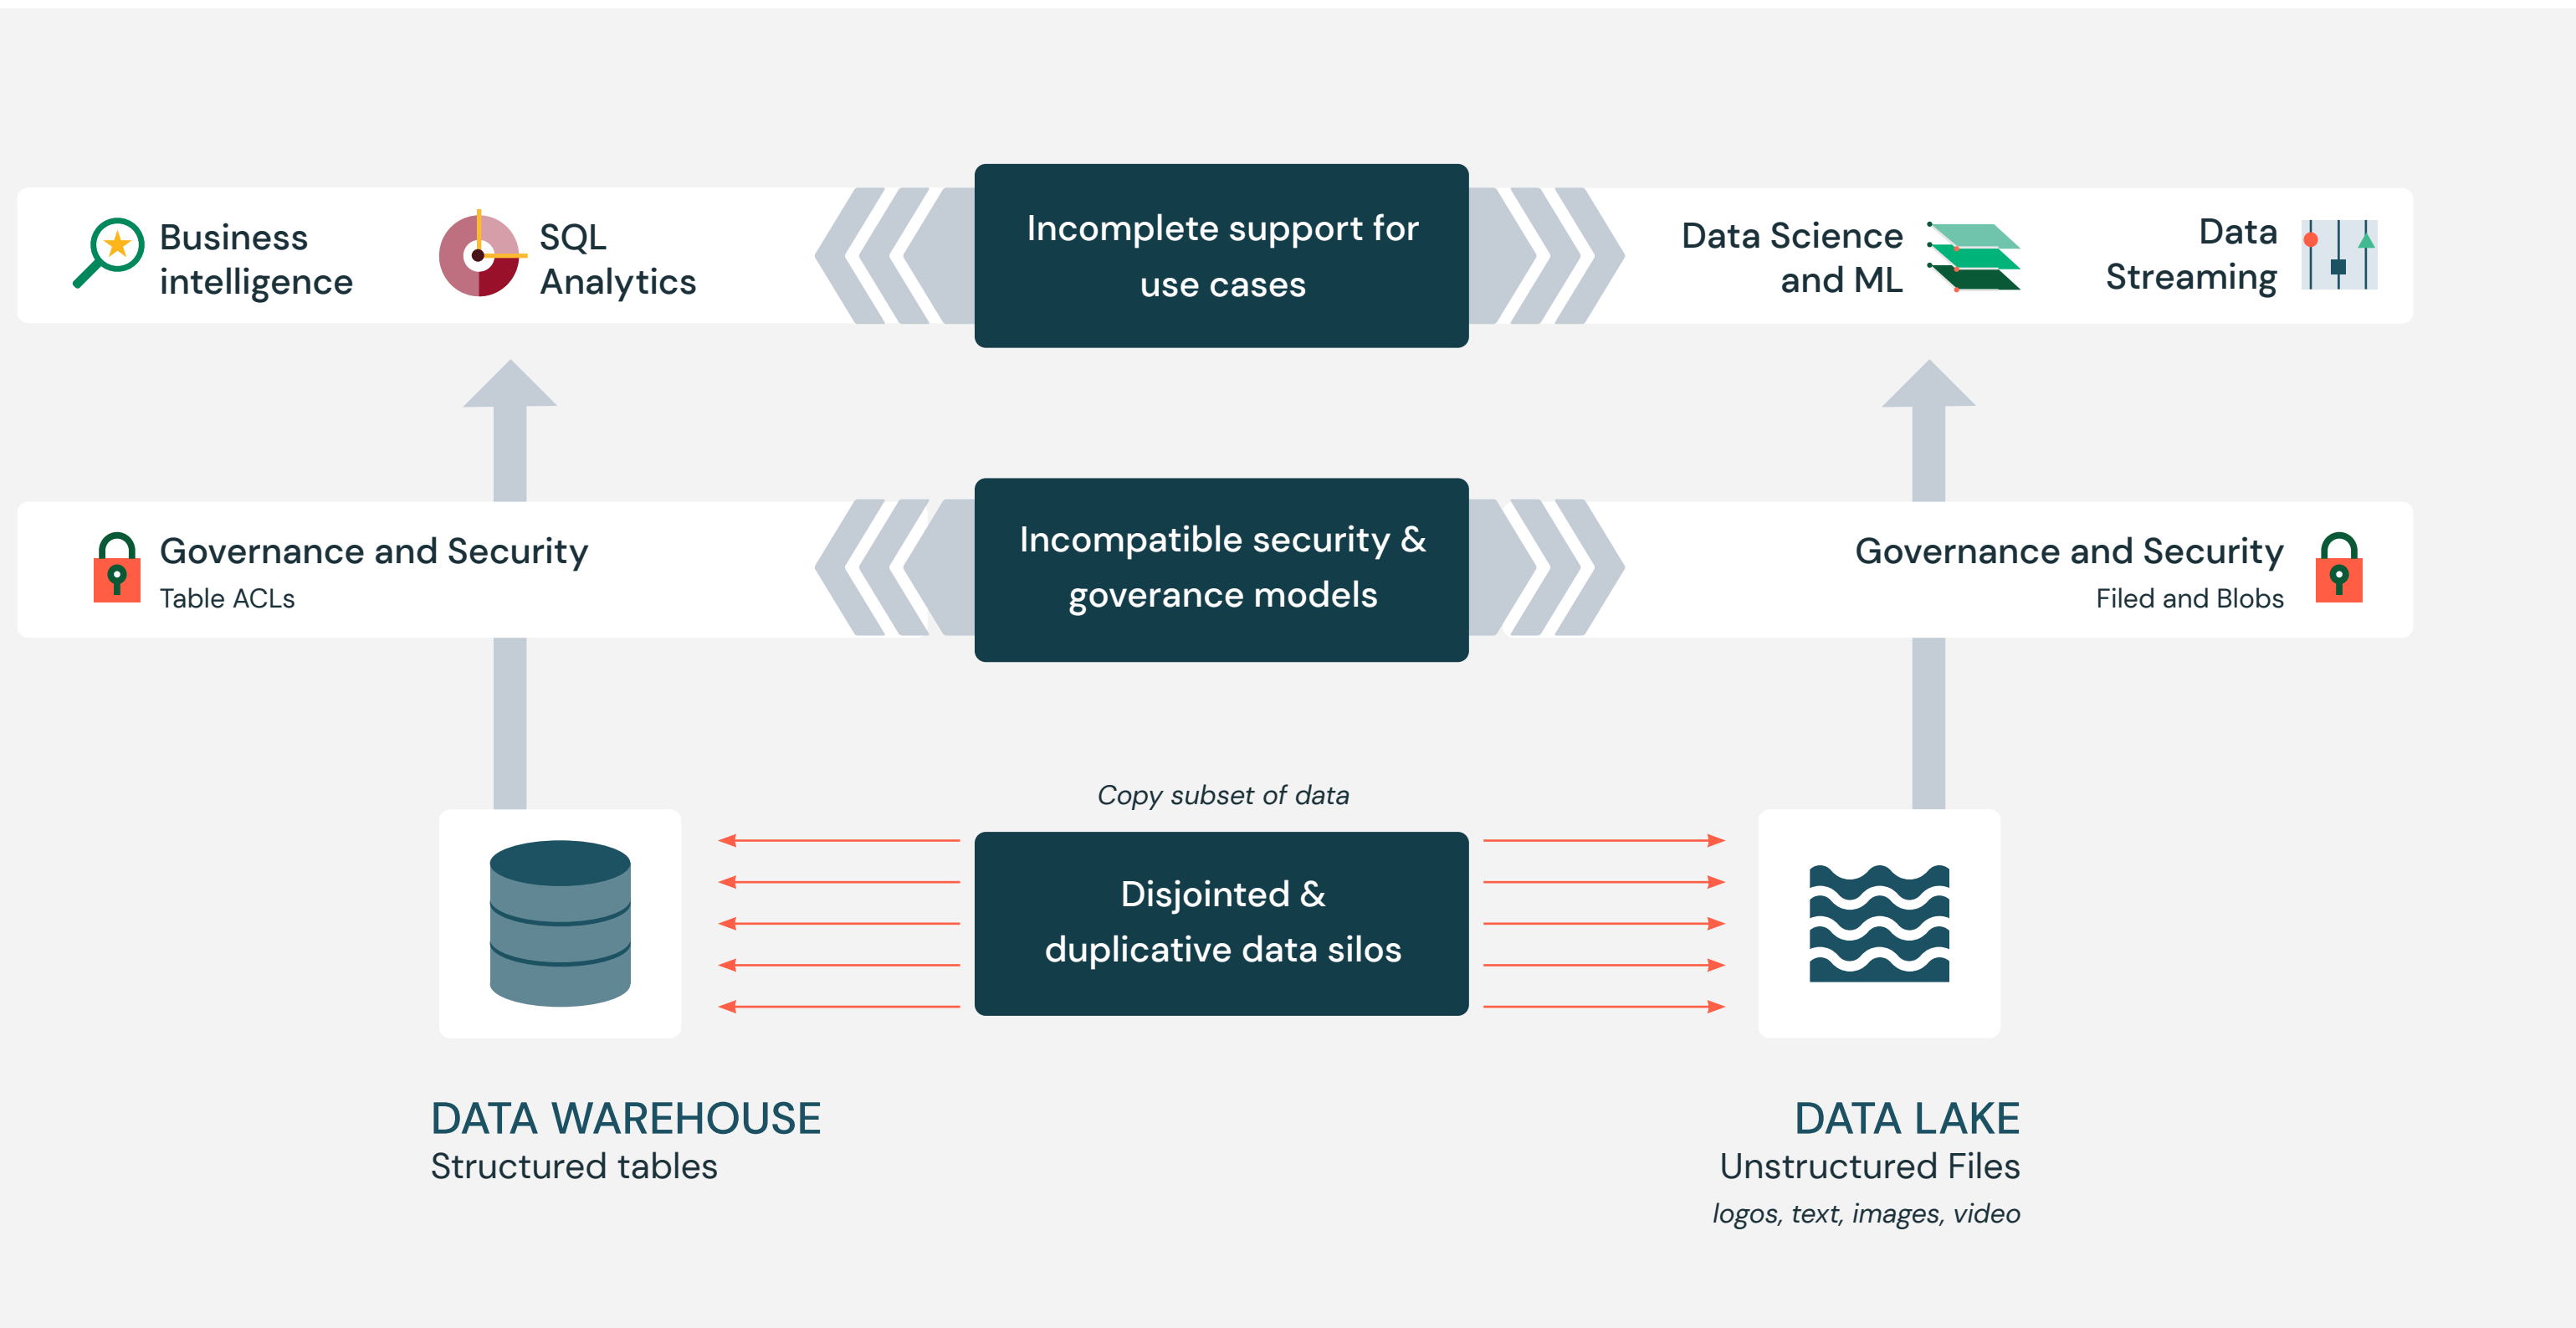 Business
intelligence
SQL
Analytics
Incomplete support for
use cases
Data Science
and ML
Data
Streaming
Governance and Security
Table ACLs
Incompatible security &
goverance models
Governance and Security
Filed and Blobs
Copy subset of data
Disjointed &
duplicative data silos
DATA WAREHOUSE
Structured tables
DATA LAKE
Unstructured Files
logos, text, images, video